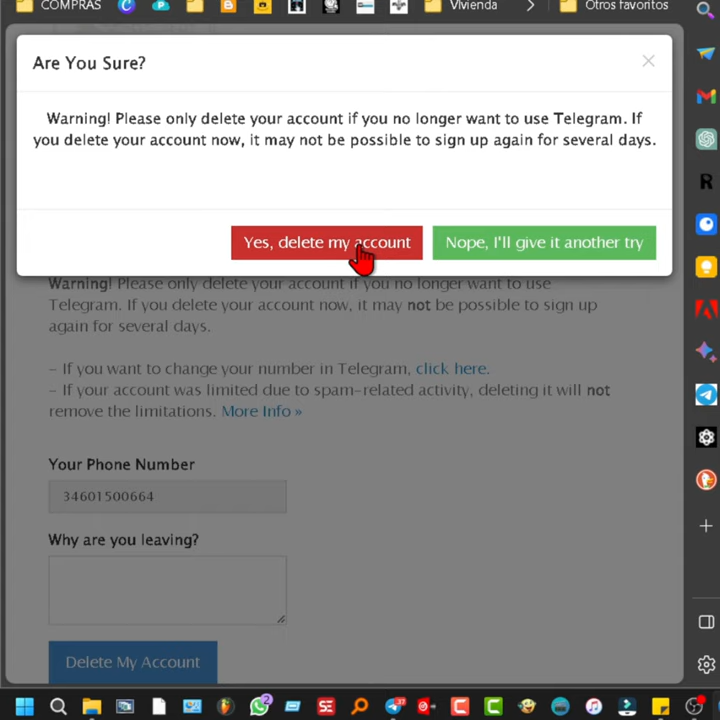 COMPRAS
Vivienda
Otros favoritos
Are You Sure?
Warning! Please only delete your account if you no longer want to use Telegram. If
you delete your account now, it may not be possible to sign up again for several days.
Yes, delete my account
Nope, I'll give it another try
Warning! Please only delete your account if you no longer want to use
Telegram. If you delete your account now, it may not be possible to sign up
again for several days.
– If you want to change your number in Telegram, click here.
– If your account was limited due to spam-related activity, deleting it will not
remove the limitations. More Info »
Your Phone Number
34601500664
Why are you leaving?
Delete My Account